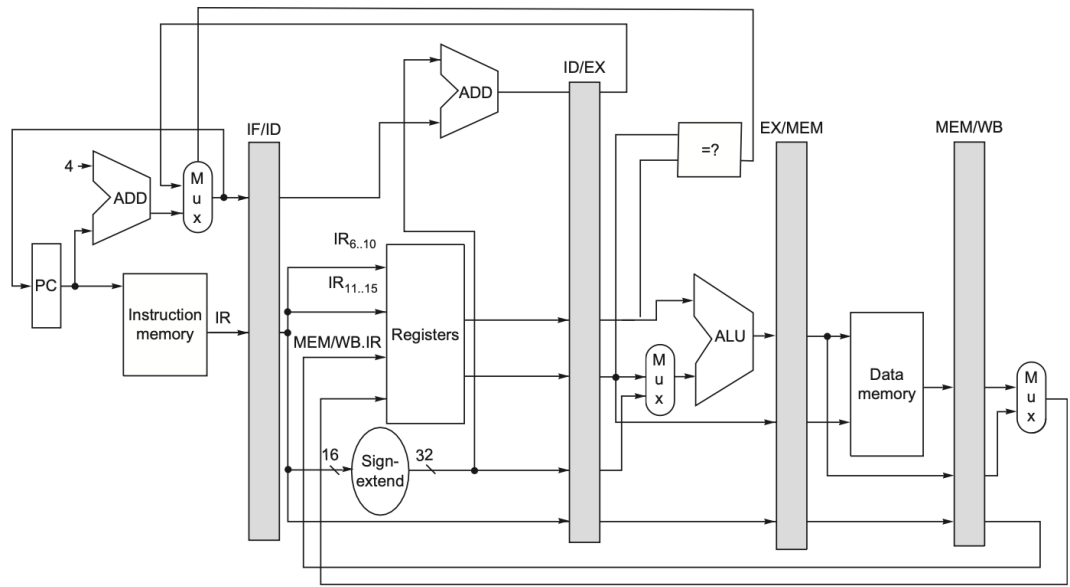 ID/EX
ADD
IF/ID
EX/MEM
MEM/WB
=?
4
ADD
M
u
x
IR6..10
PC
IR11..15
Instruction
memory
IR
MEM/WB.IR
Registers
ALU
M
u
x
Data
memory
M
u
x
16
Sign-
extend
32